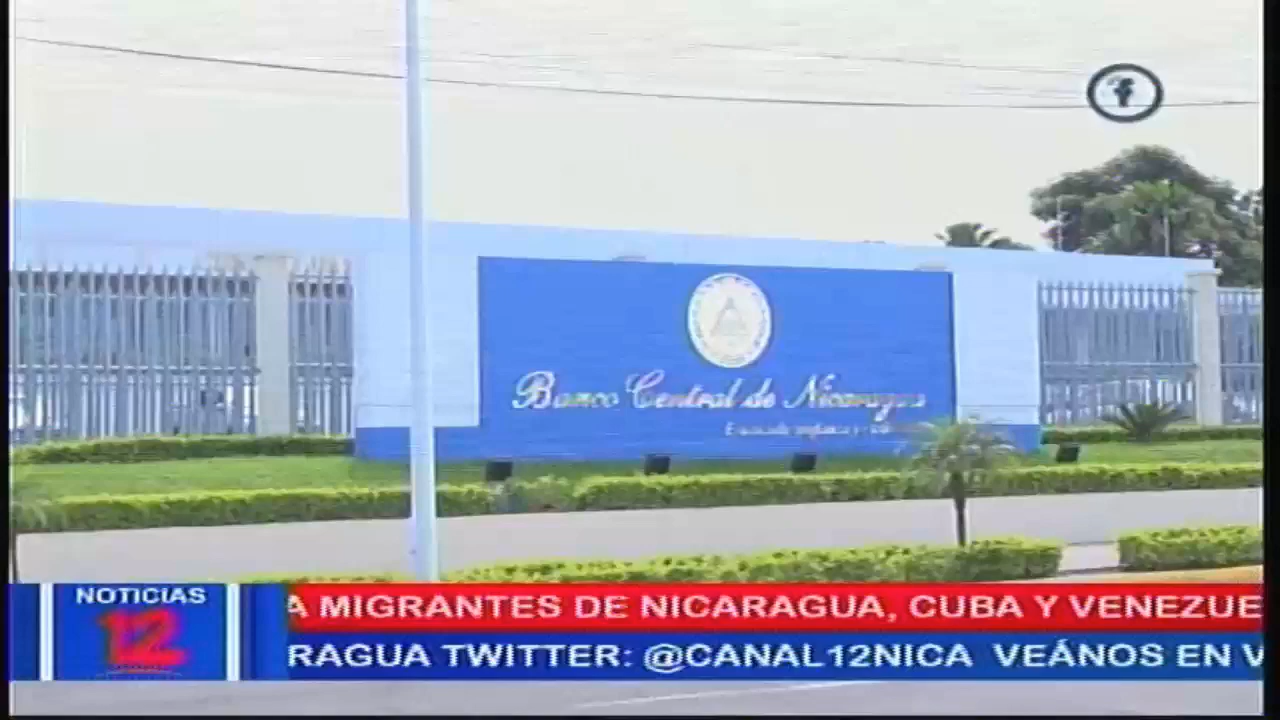 Banco Central de Nicaragua
NOTICIAS
12
A MIGRANTES DE NICARAGUA, CUBA Y VENEZUE
RAGUA TWITTER: @CANAL12NICA VEÁNOS EN V